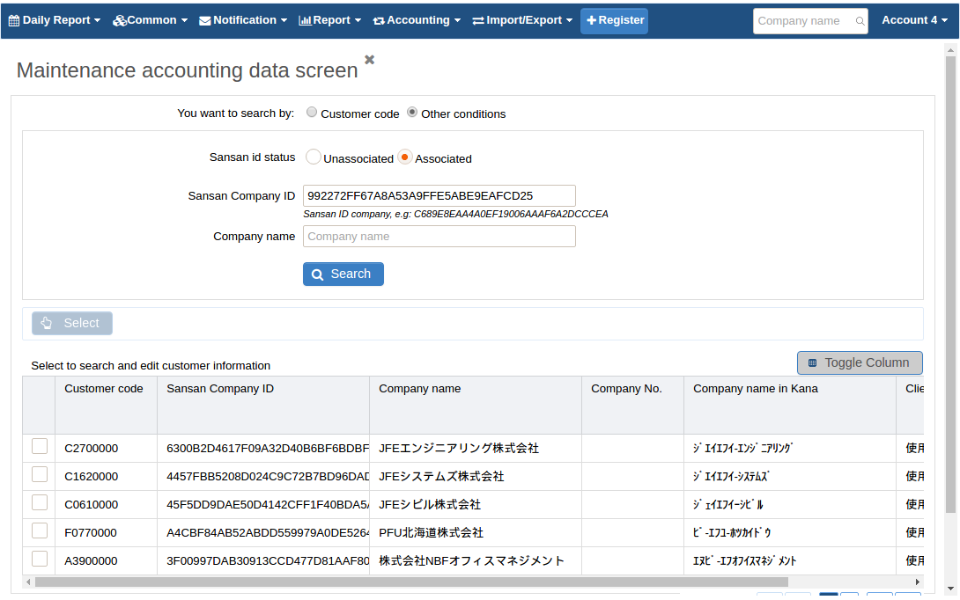 Daily Report Common Notification Report Accounting Import/Export Register Company name Account 4
Maintenance accounting data screen
You want to search by: Customer code Other conditions
Sansan id status Unassociated Associated
Sansan Company ID 992272FF67A8A53A9FFE5ABE9EAFCD25
Sansan ID company, e.g: C689E8EAA4A0EF19006AAAF6A2DCCCEA
Company name Company name
Search
Select
Toggle Column
Select to search and edit customer information
Customer code Sansan Company ID Company name Company No. Company name in Kana Clie
C2700000 6300B2D4617F09A32D40B6BF6BDBF JFEエンジニアリング株式会社 ｼﾞｴｲｴﾌｲ-ｴﾝｼﾞﾆｱﾘﾝｸﾞ 使用
C1620000 4457FBB5208D024C9C72B7BD96DAD JFEシステムズ株式会社 ｼﾞｴｲｴﾌｲ-ｼｽﾃﾑｽﾞ 使用
C0610000 45F5DD9DAE50D4142CFF1F40BDA5 JFEシビル株式会社 ｼﾞｪｲｴﾌｲｰｼﾋﾞﾙ 使用
F0770000 A4CBF84AB52ABDD559979A0DE5264 PFU北海道株式会社 ﾋﾟ-ｴﾌﾕ-ﾎﾂｶｲﾄﾞｳ 使用
A3900000 3F00997DAB30913CCD477D81AAF80 株式会社NBFオフィスマネジメント ｴﾇﾋﾞ-ｴﾌｵﾌｲｽﾏﾈｼﾞﾒﾝﾄ 使用